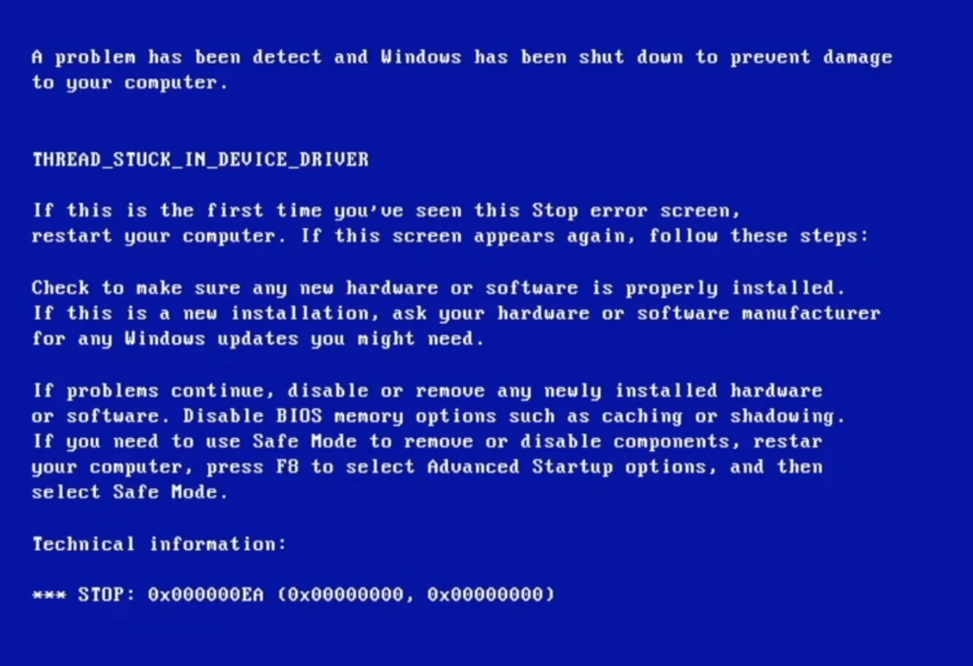 A problem has been detect and Windows has been shut down to prevent damage
to your computer.
THREAD_STUCK_IN_DEVICE_DRIVER
If this is the first time you've seen this Stop error screen,
restart your computer. If this screen appears again, follow these steps:
Check to make sure any new hardware or software is properly installed.
If this is a new installation, ask your hardware or software manufacturer
for any Windows updates you might need.
If problems continue, disable or remove any newly installed hardware
or software. Disable BIOS memory options such as caching or shadowing.
If you need to use Safe Mode to remove or disable components, restar
your computer, press F8 to select Advanced Startup options, and then
select Safe Mode.
Technical information:
*** STOP: 0x000000EA (0x00000000, 0x00000000)